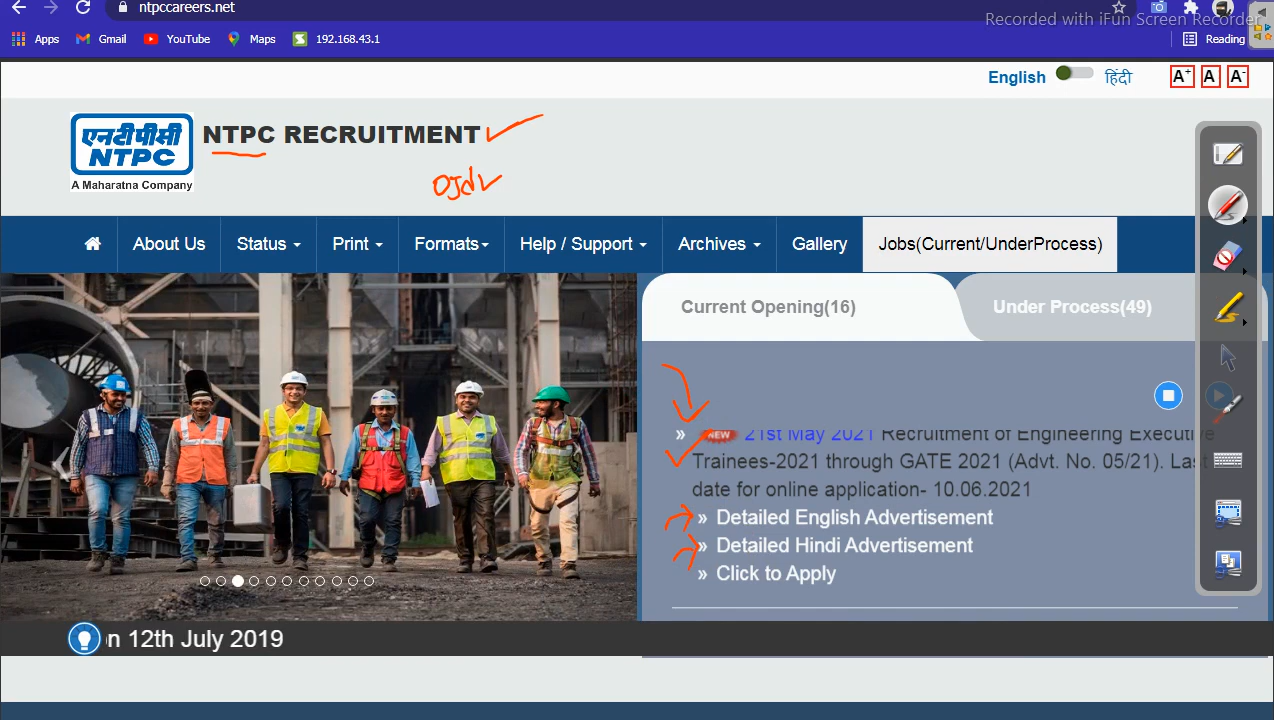 ntpccareers.net
Recorded with iFun Screen Recorder
Apps Gmail YouTube Maps 192.168.43.1 Reading
English हिंदी A+ A A-
एनटीपीसी
NTPC
A Maharatna Company
NTPC RECRUITMENT
About Us Status Print Formats Help / Support Archives Gallery Jobs(Current/UnderProcess)
Current Opening(16) Under Process(49)
» NEW 21st May 2021 Recruitment of Engineering Executive
Trainees-2021 through GATE 2021 (Advt. No. 05/21). Las
date for online application- 10.06.2021
» Detailed English Advertisement
» Detailed Hindi Advertisement
» Click to Apply
n 12th July 2019